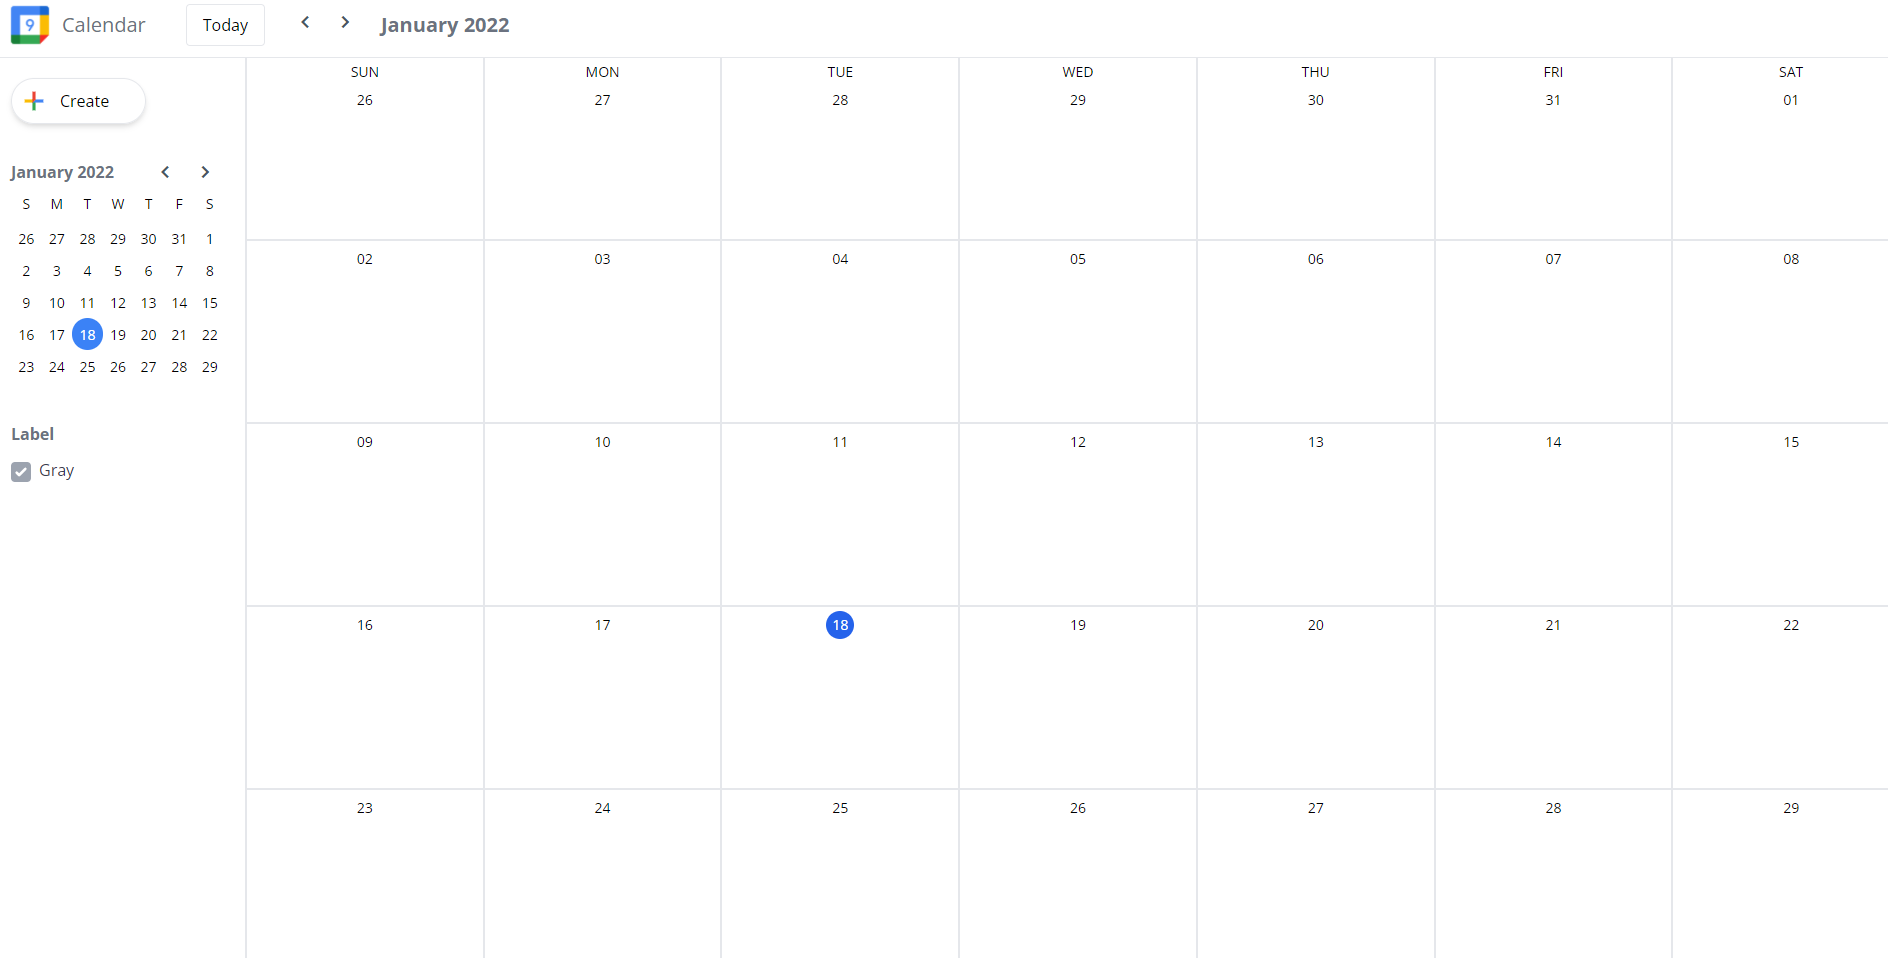 9 Calendar Today January 2022
Create
January 2022
S M T W T F S
26 27 28 29 30 31 1
2 3 4 5 6 7 8
9 10 11 12 13 14 15
16 17 18 19 20 21 22
23 24 25 26 27 28 29
Label
Gray
SUN MON TUE WED THU FRI SAT
26 27 28 29 30 31 01
02 03 04 05 06 07 08
09 10 11 12 13 14 15
16 17 18 19 20 21 22
23 24 25 26 27 28 29